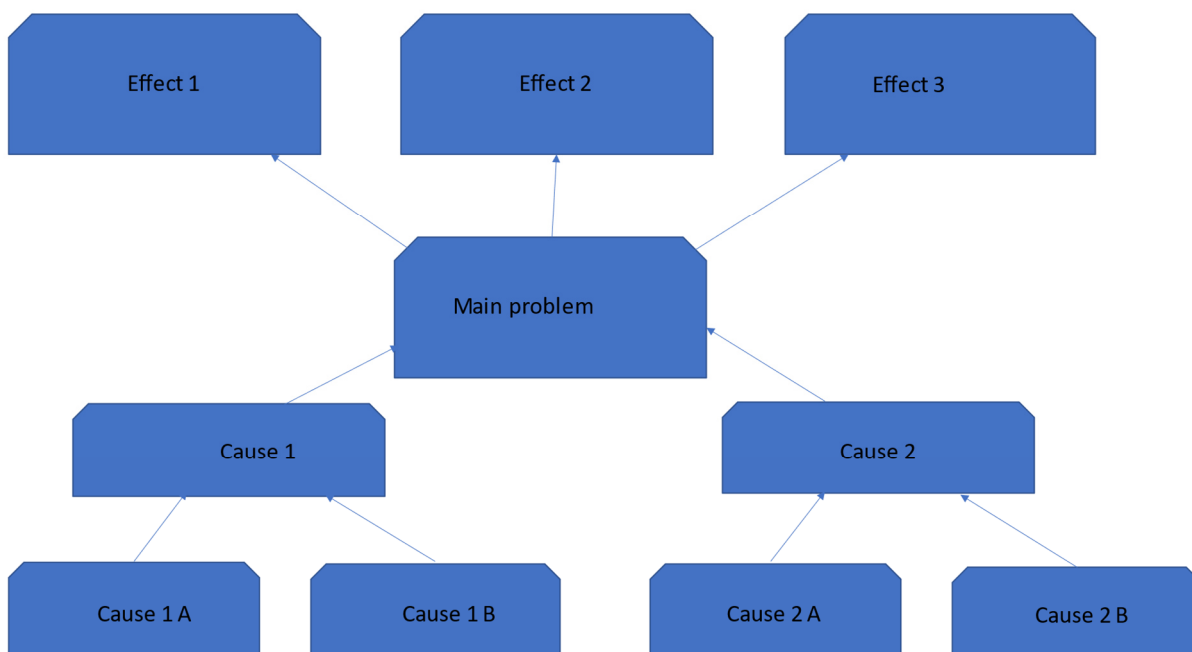 Effect 1
Effect 2
Effect 3
Main problem
Cause 1
Cause 2
Cause 1 A
Cause 1 B
Cause 2 A
Cause 2 B